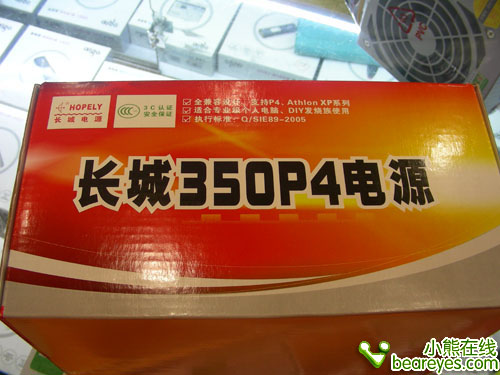 HOPELY
长城电源
3C认证
安全保证
全兼容设计、支持P4、Athlon XP系列
适合专业级个人电脑、DIY发烧族使用
执行标准:Q/SIE89-2005
长城350P4电源
小熊在线
beareyes.com